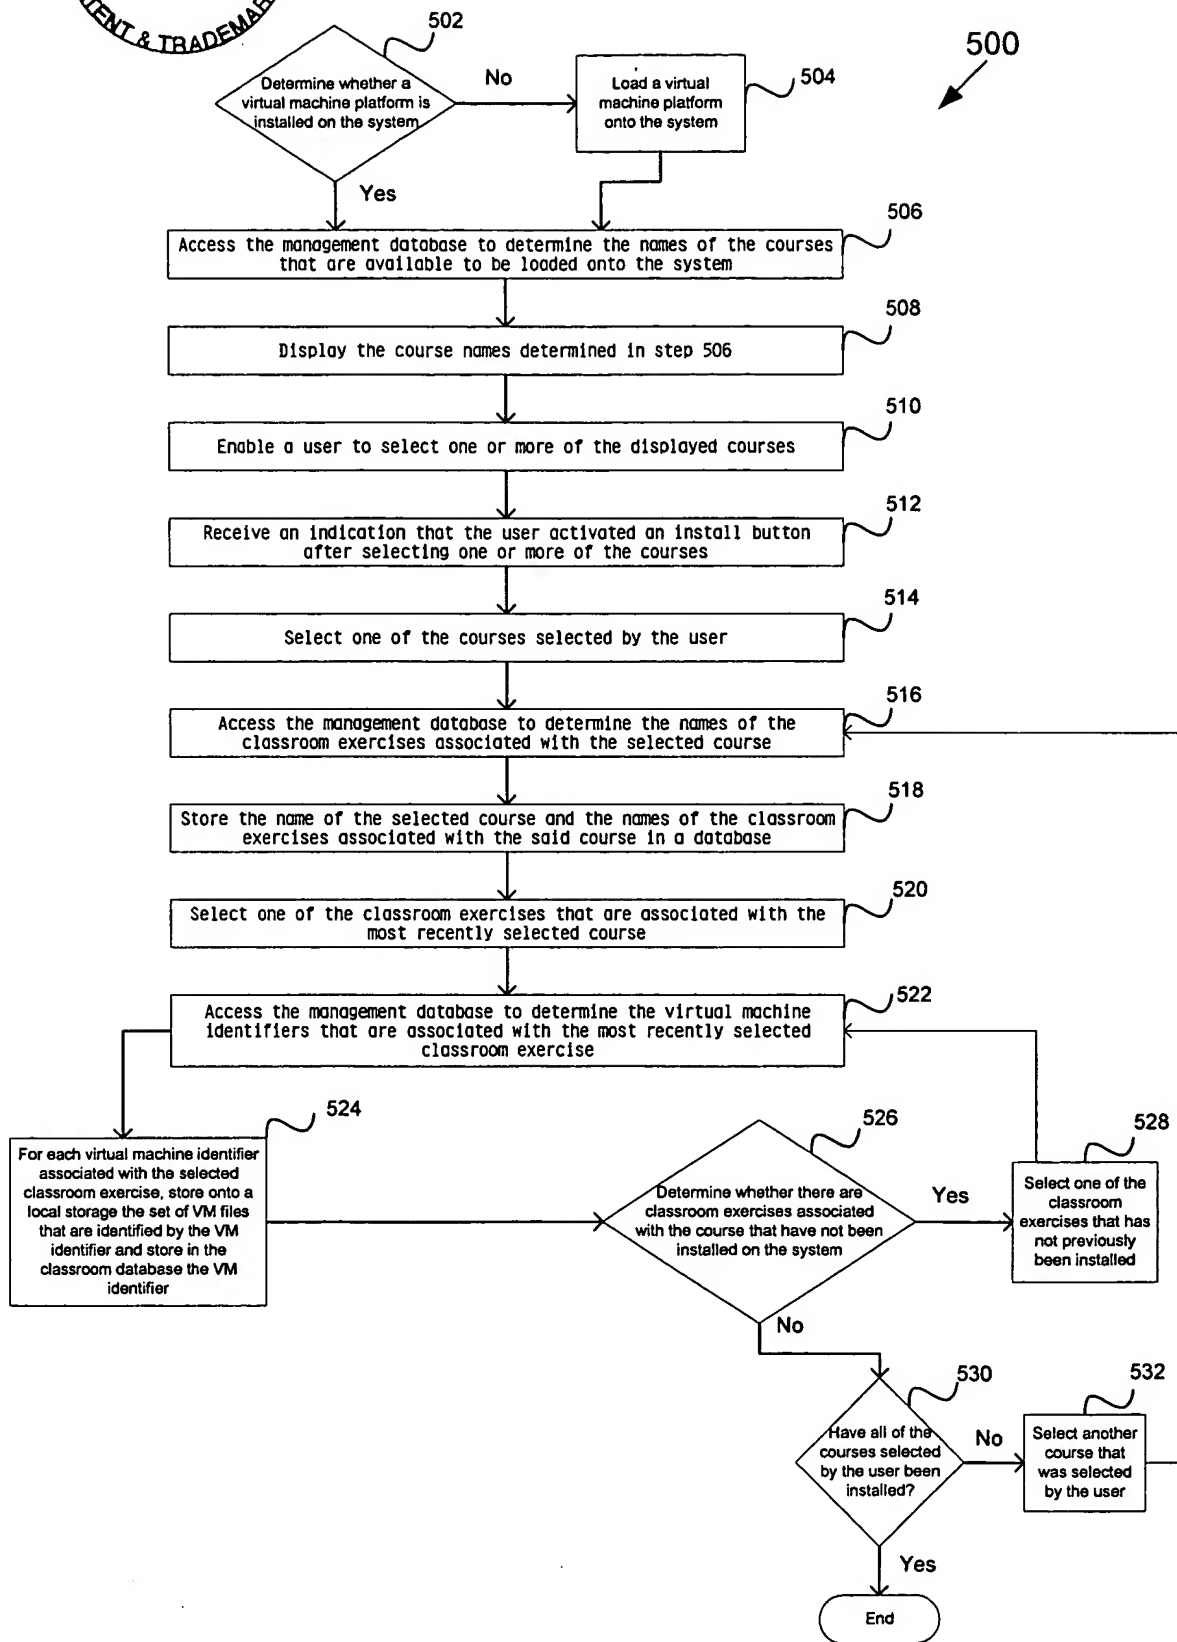 TENT & TRADEMAR
502
500
Determine whether a
virtual machine platform is
installed on the system
No
Load a virtual
machine platform
onto the system
504
Yes
506
Access the management database to determine the names of the courses
that are available to be loaded onto the system
508
Display the course names determined in step 506
510
Enable a user to select one or more of the displayed courses
512
Receive an indication that the user activated an install button
after selecting one or more of the courses
514
Select one of the courses selected by the user
516
Access the management database to determine the names of the
classroom exercises associated with the selected course
518
Store the name of the selected course and the names of the classroom
exercises associated with the said course in a database
520
Select one of the classroom exercises that are associated with the
most recently selected course
522
Access the management database to determine the virtual machine
identifiers that are associated with the most recently selected
classroom exercise
524
For each virtual machine identifier
associated with the selected
classroom exercise, store onto a
local storage the set of VM files
that are identified by the VM
identifier and store in the
classroom database the VM
identifier
526
Determine whether there are
classroom exercises associated
with the course that have not been
installed on the system
Yes
528
Select one of the
classroom
exercises that has
not previously
been installed
No
530
Have all of the
courses selected
by the user been
installed?
No
532
Select another
course that
was selected
by the user
Yes
End